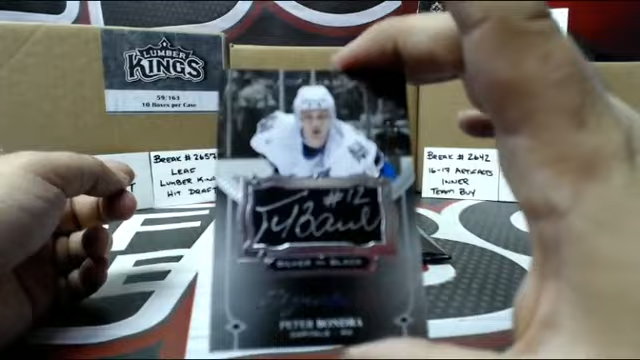 LUMBER
KINGS
59/163
10 Boxes per Case
BREAK # 2657
LEAF
LUMBER KINGS
HIT DRAFT
BREAK # 2642
16-17 ARTIFACTS
INNER
TEAM BUY
#12
SILVER ON BLACK
PETER BONDRA